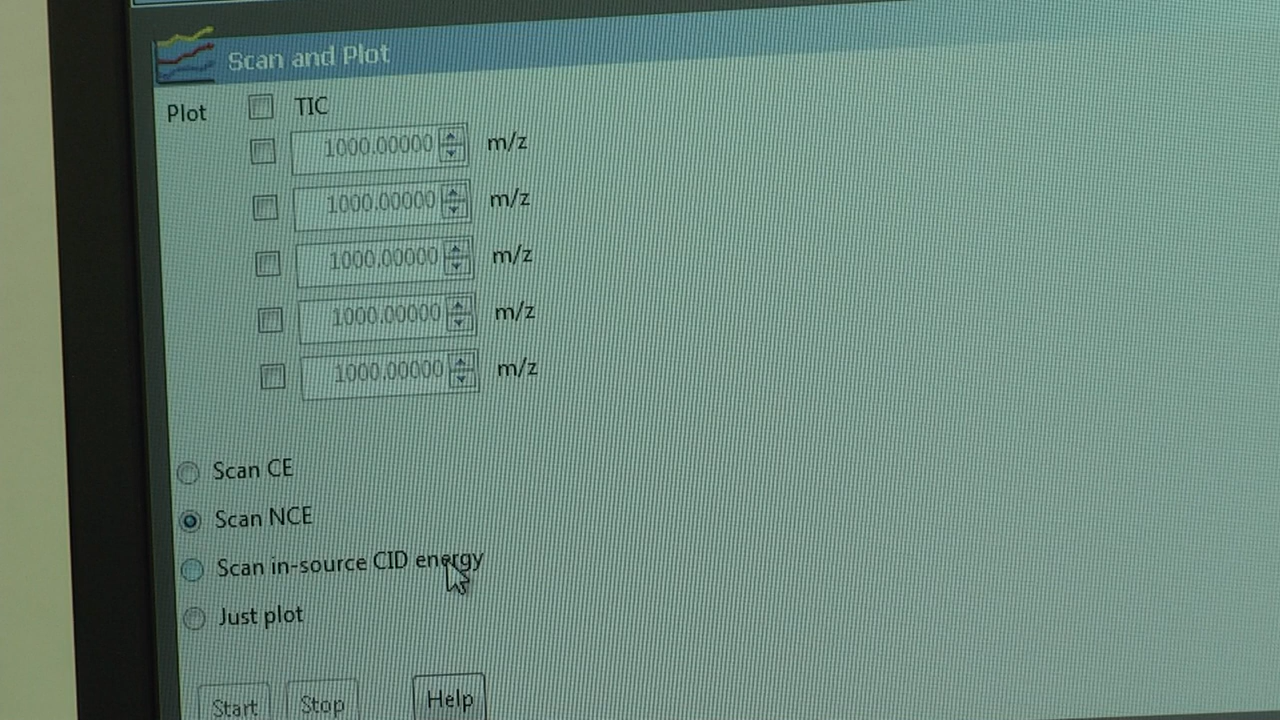 Scan and Plot
Plot TIC
1000.00000 m/z
1000.00000 m/z
1000.00000 m/z
1000.00000 m/z
1000.00000 m/z
Scan CE
Scan NCE
Scan in-source CID energy
Just plot
Start Stop Help